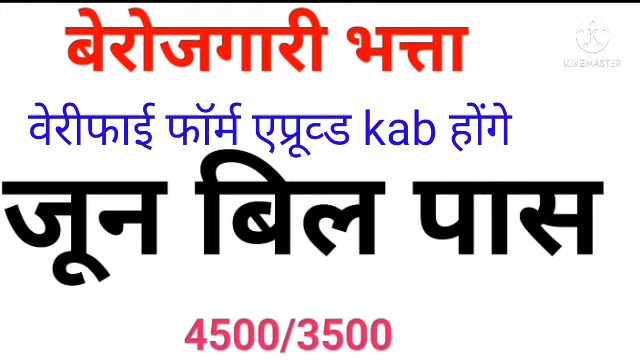 बेरोजगारी भत्ता
KINEMASTER
वेरीफाई फॉर्म एप्रूव्ड kab होंगे
जून बिल पास
4500/3500